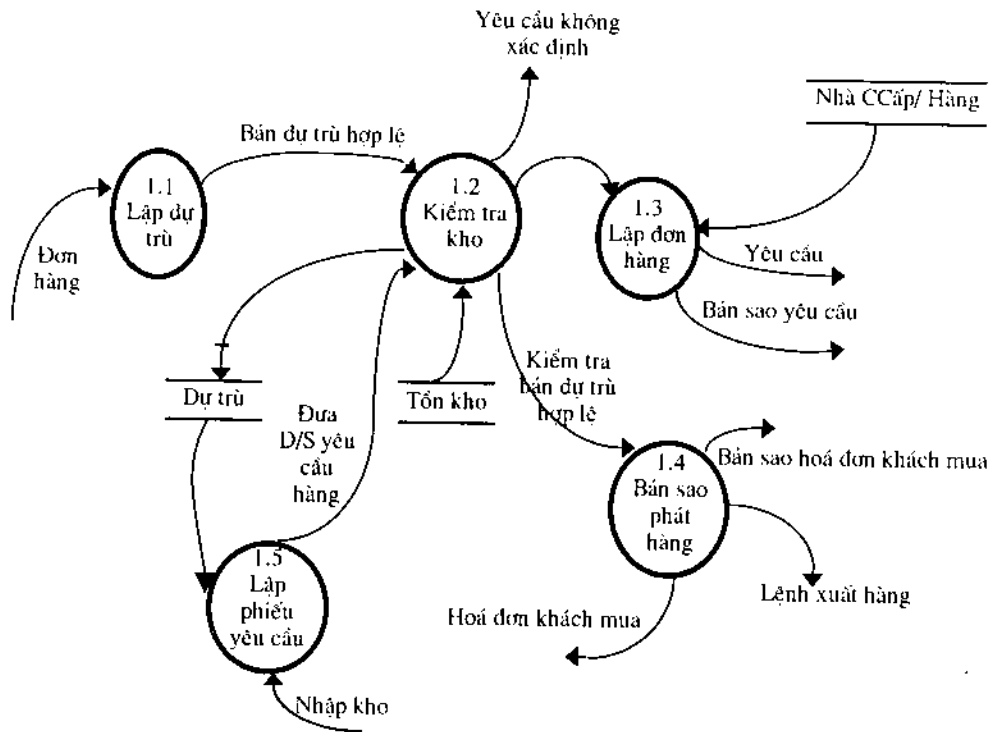 Yêu cầu không
xác định
Nhà CCấp/ Hàng
Bản dự trù hợp lệ
1.1
Lập dự
trù
1.2
Kiểm tra
kho
1.3
Lập đơn
hàng
Đơn
hàng
Yêu cầu
Bản sao yêu cầu
Kiểm tra
bản dự trù
hợp lệ
Dự trù
Tồn kho
Đưa
D/S yêu
cầu
hàng
1.4
Bản sao
phát
hàng
Bản sao hoá đơn khách mua
1.5
Lập
phiếu
yêu cầu
Lệnh xuất hàng
Hoá đơn khách mua
Nhập kho